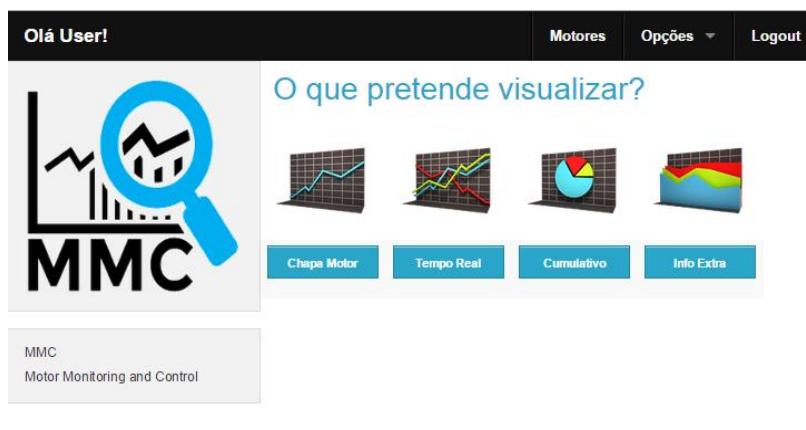 Olá User!
Motores
Opções
Logout
O que pretende visualizar?
MMC
Chapa Motor
Tempo Real
Cumulativo
Info Extra
MMC
Motor Monitoring and Control